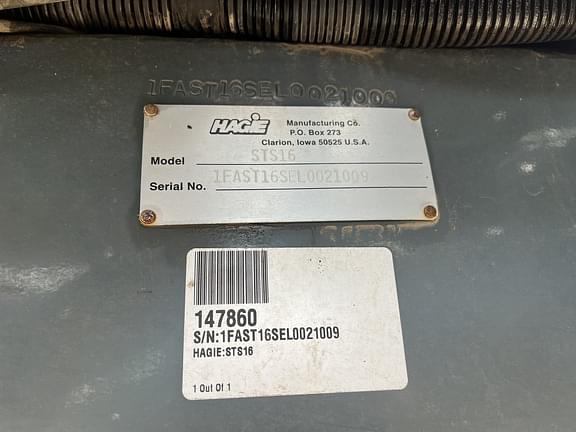 1FAST16SEL0021009
HAGIE Manufacturing Co.
P.O. Box 273
Clarion, Iowa 50525 U.S.A.
Model STS16
Serial No. 1FAST16SEL0021009
147860
S/N:1FAST16SEL0021009
HAGIE:STS16
1 Out Of 1